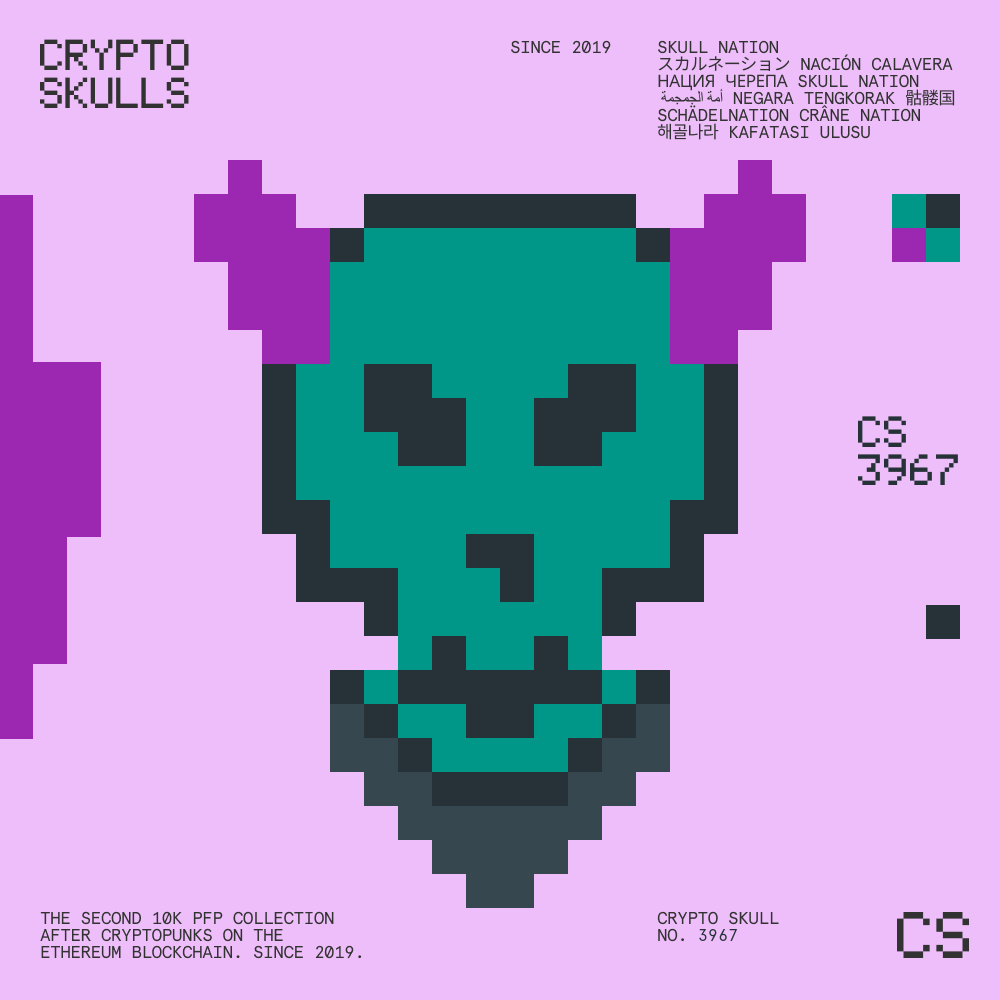 CRYPTO
SKULLS
SINCE 2019
SKULL NATION
スカルネーション NACIÓN CALAVERA
НАЦИЯ ЧЕРЕПА SKULL NATION
أمة الجمجمة NEGARA TENGKORAK 骷髅国
SCHÄDELNATION CRÂNE NATION
해골나라 KAFATASI ULUSU
CS
3967
THE SECOND 10K PFP COLLECTION
AFTER CRYPTOPUNKS ON THE
ETHEREUM BLOCKCHAIN. SINCE 2019.
CRYPTO SKULL
NO. 3967
CS